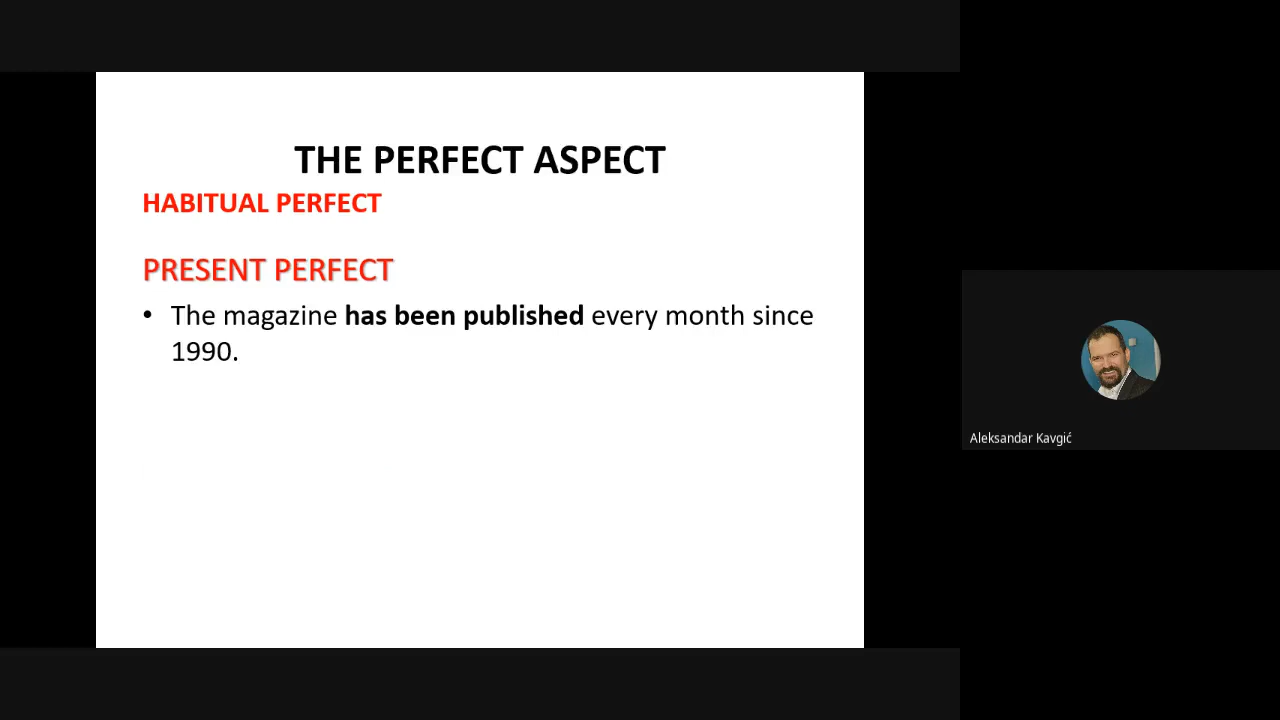 THE PERFECT ASPECT
HABITUAL PERFECT
PRESENT PERFECT
• The magazine has been published every month since
1990.
Aleksandar Kavgić